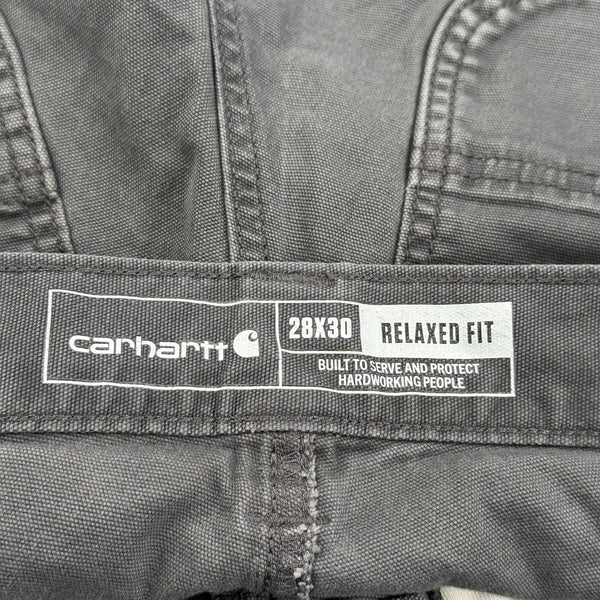 carhartt
28X30
RELAXED FIT
BUILT TO SERVE AND PROTECT
HARDWORKING PEOPLE